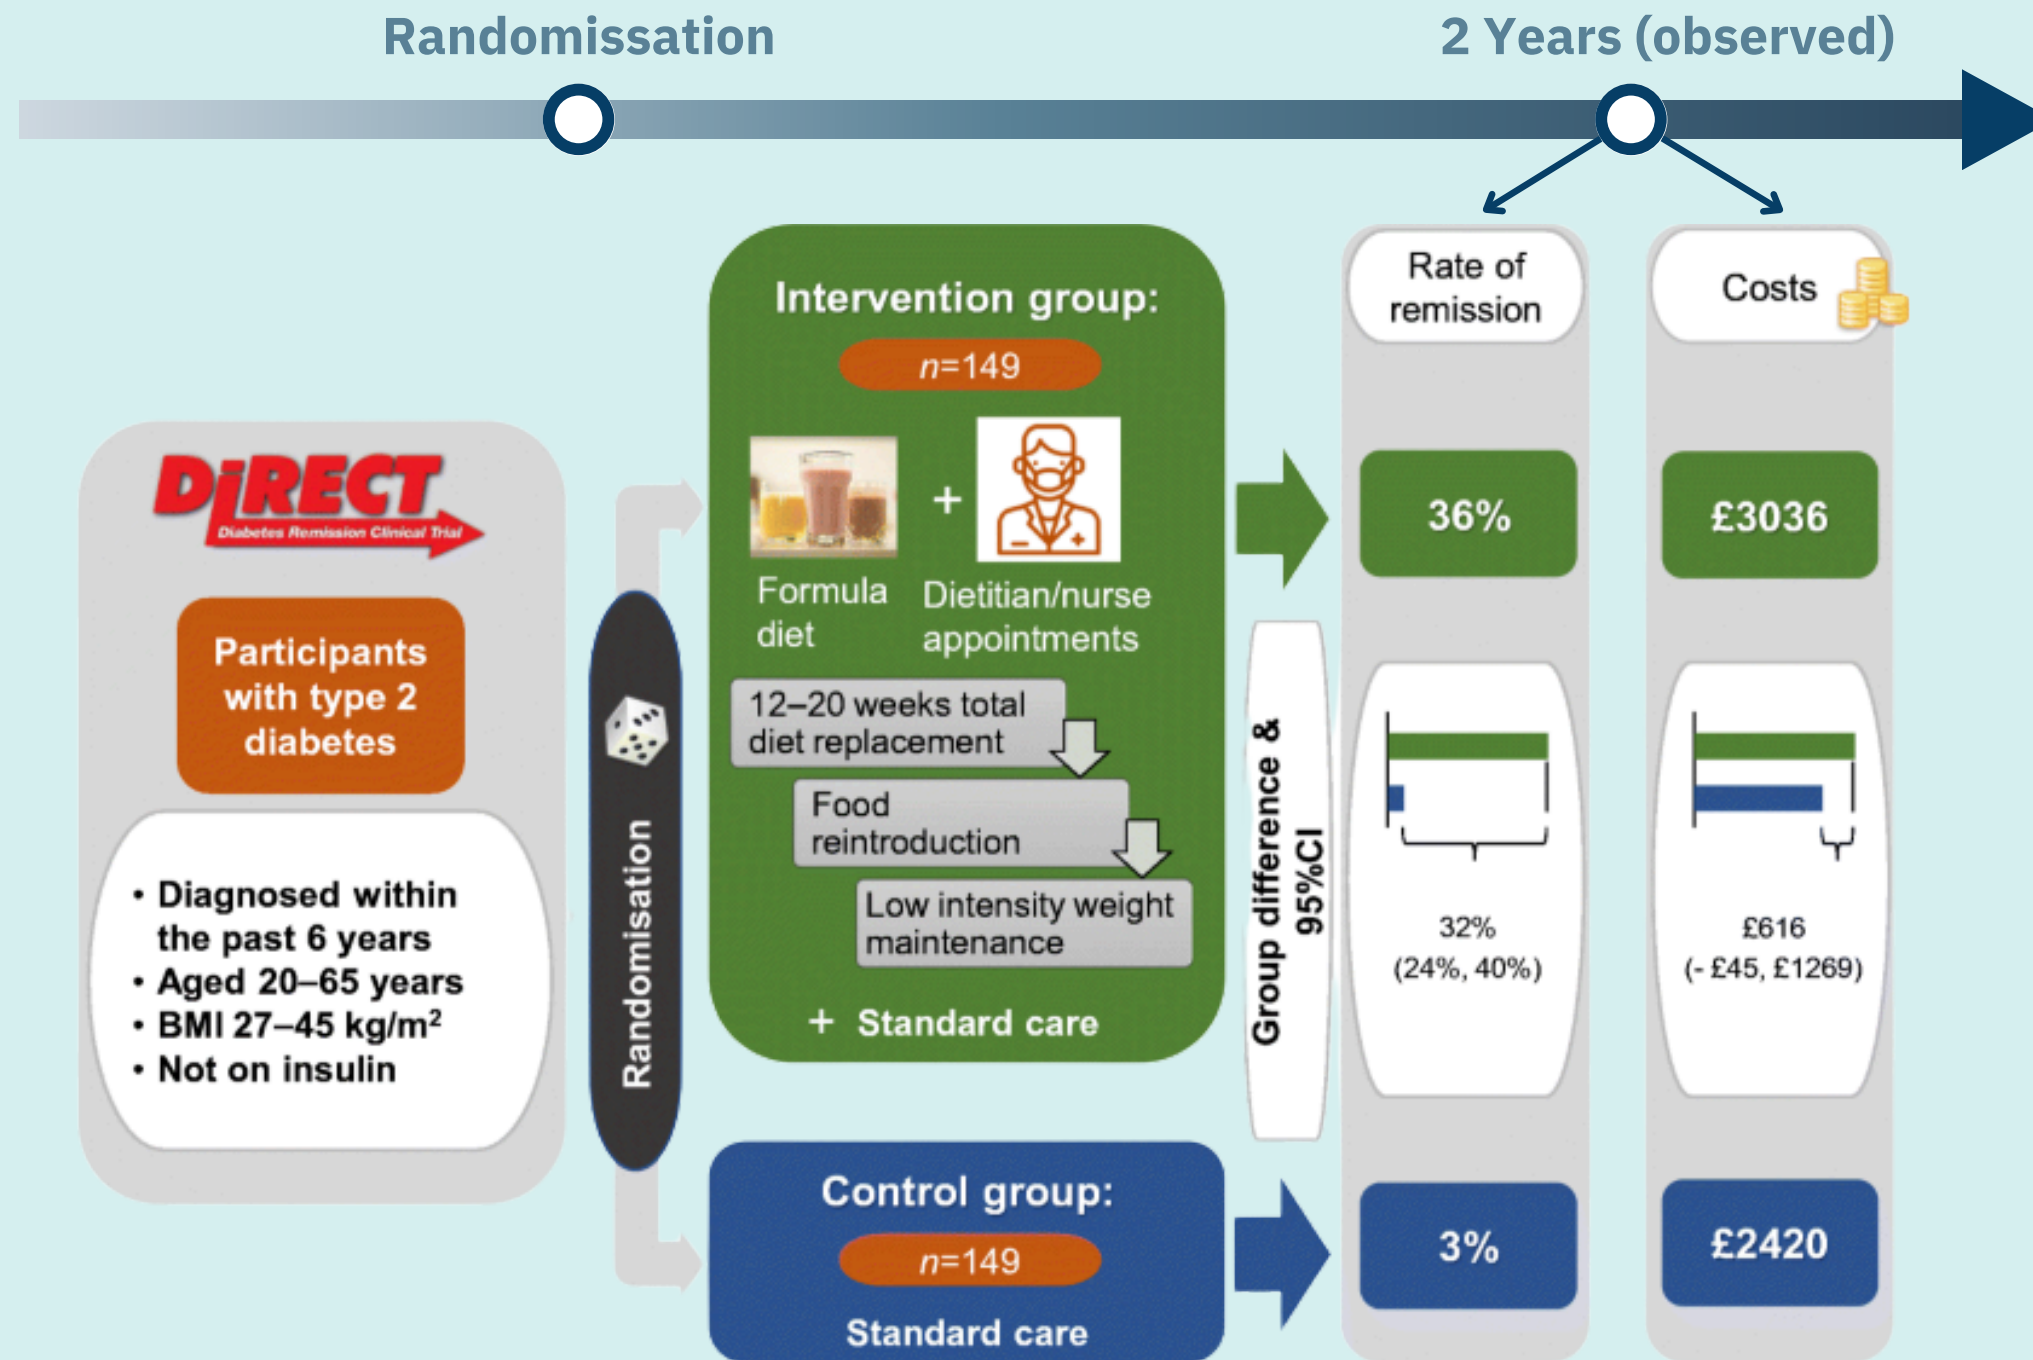 Randomissation
2 Years (observed)
DiRECT
Diabetes Remission Clinical Trial
Participants
with type 2
diabetes
• Diagnosed within
the past 6 years
• Aged 20–65 years
• BMI 27–45 kg/m²
• Not on insulin
Randomisation
Intervention group:
n=149
+
Formula
diet
Dietitian/nurse
appointments
12–20 weeks total
diet replacement
Food
reintroduction
Low intensity weight
maintenance
+ Standard care
Control group:
n=149
Standard care
Group difference &
95%CI
Rate of
remission
36%
32%
(24%, 40%)
3%
Costs
£3036
£616
(- £45, £1269)
£2420